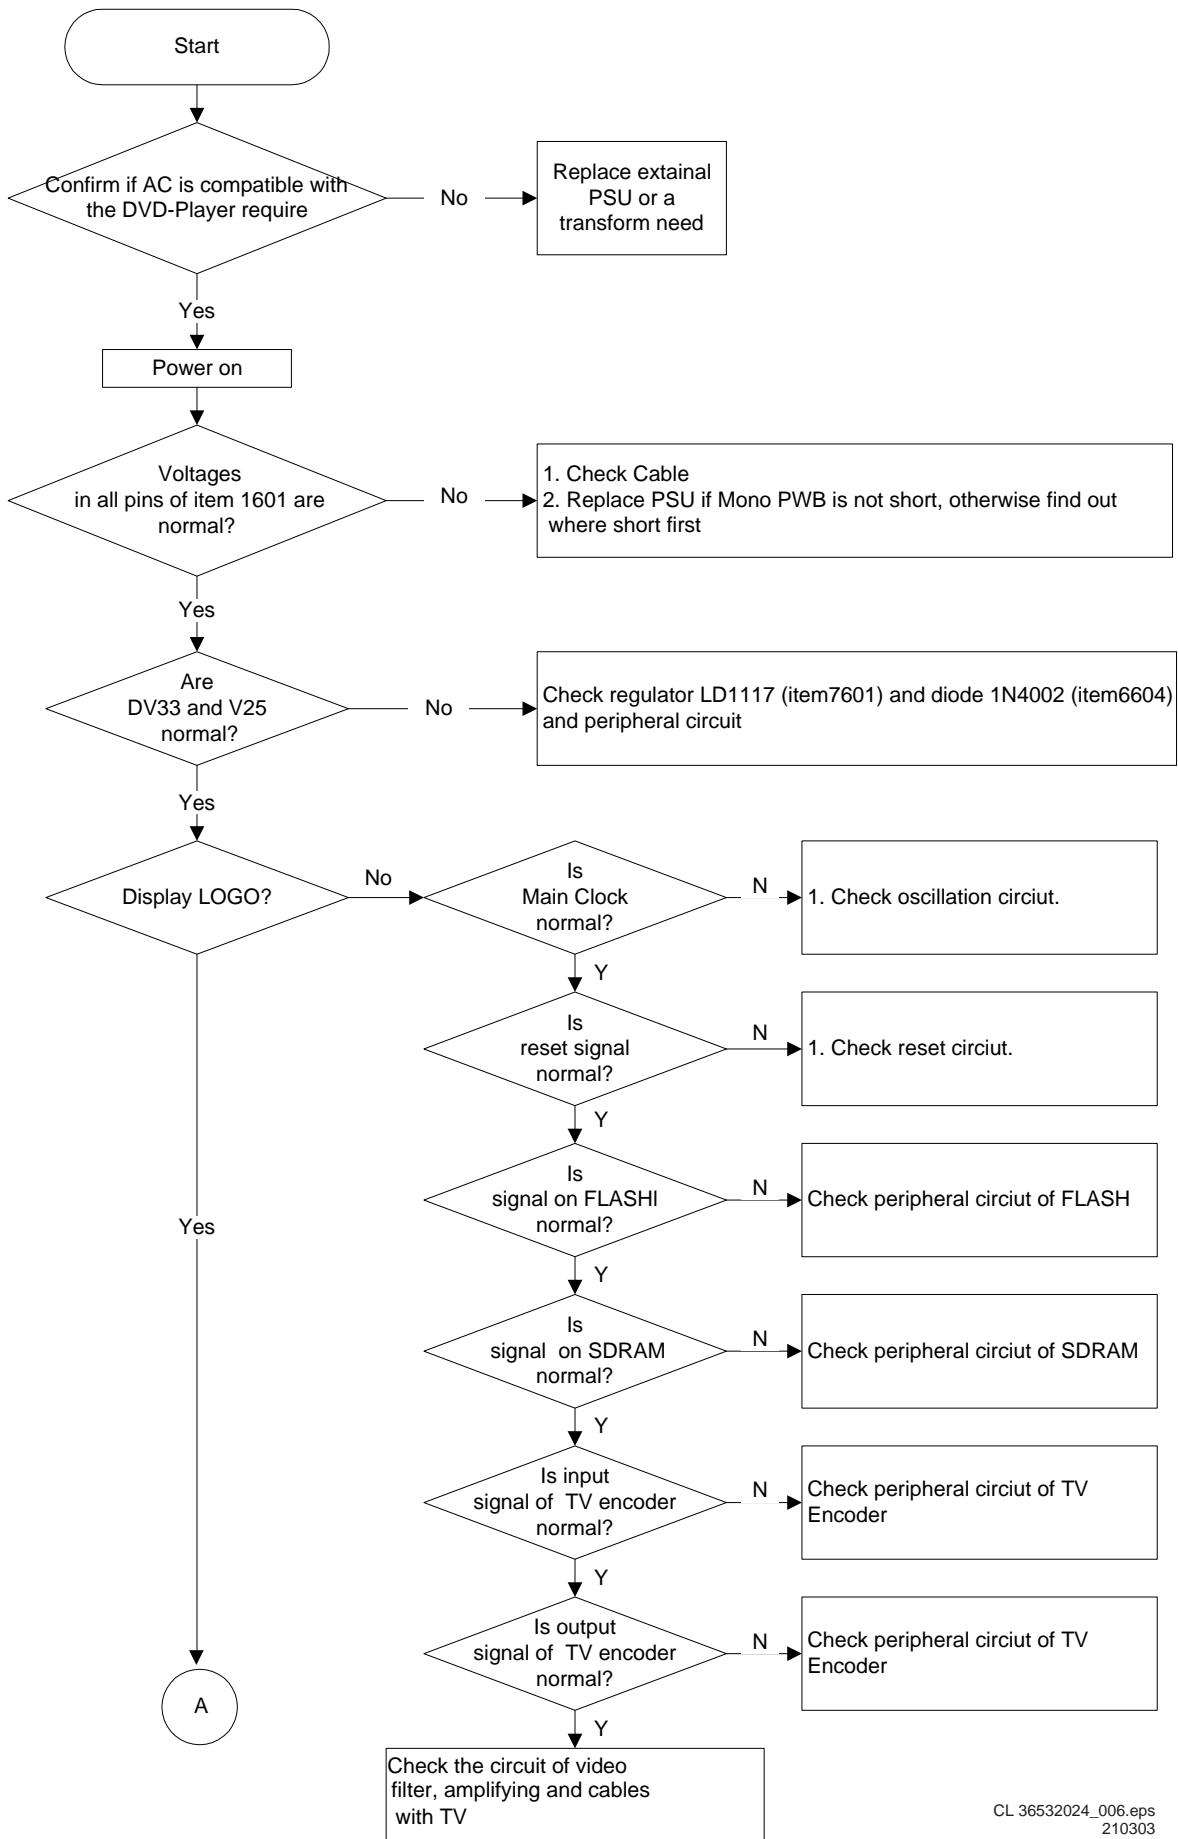 Start
Confirm if AC is compatible with
the DVD-Player require
No
Replace extainal
PSU or a
transform need
Yes
Power on
Voltages
in all pins of item 1601 are
normal?
No
1. Check Cable
2. Replace PSU if Mono PWB is not short, otherwise find out
where short first
Yes
Are
DV33 and V25
normal?
No
Check regulator LD1117 (item7601) and diode 1N4002 (item6604)
and peripheral circuit
Yes
Display LOGO?
No
Is
Main Clock
normal?
N
1. Check oscillation circiut.
Y
Is
reset signal
normal?
N
1. Check reset circiut.
Y
Is
signal on FLASHI
normal?
N
Check peripheral circiut of FLASH
Yes
Y
Is
signal on SDRAM
normal?
N
Check peripheral circiut of SDRAM
Y
Is input
signal of TV encoder
normal?
N
Check peripheral circiut of TV
Encoder
Y
Is output
signal of TV encoder
normal?
N
Check peripheral circiut of TV
Encoder
A
Y
Check the circuit of video
filter, amplifying and cables
with TV
CL 36532024_006.eps
210303